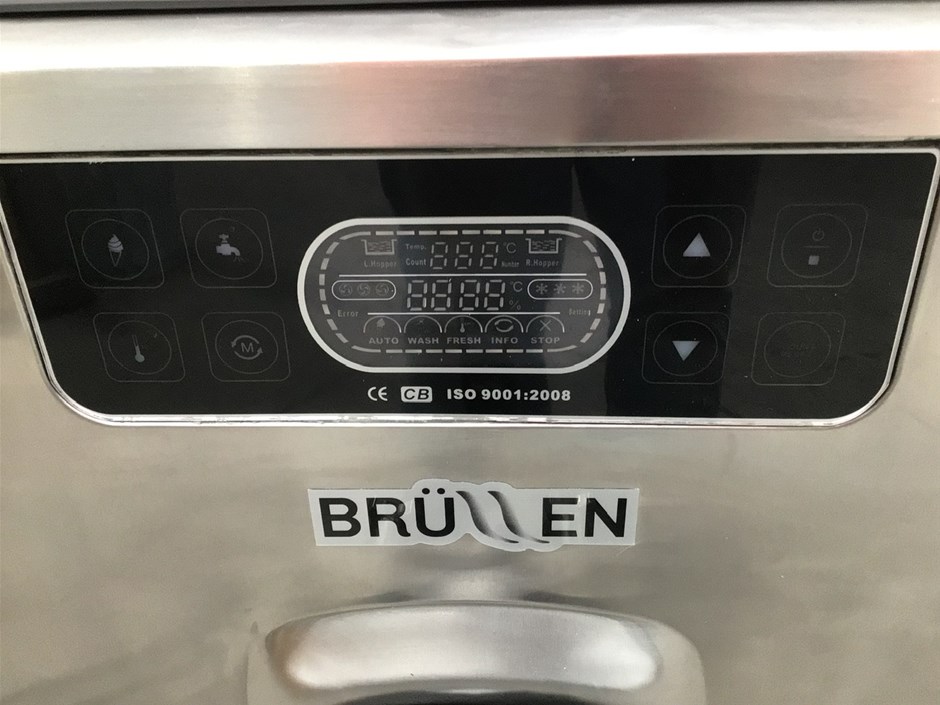 Temp. 888 °C
Count Number
L.Hopper R.Hopper
8888 °C
%
Error Setting
AUTO WASH FRESH INFO STOP
M
CE CB ISO 9001:2008
BRÜLLEN